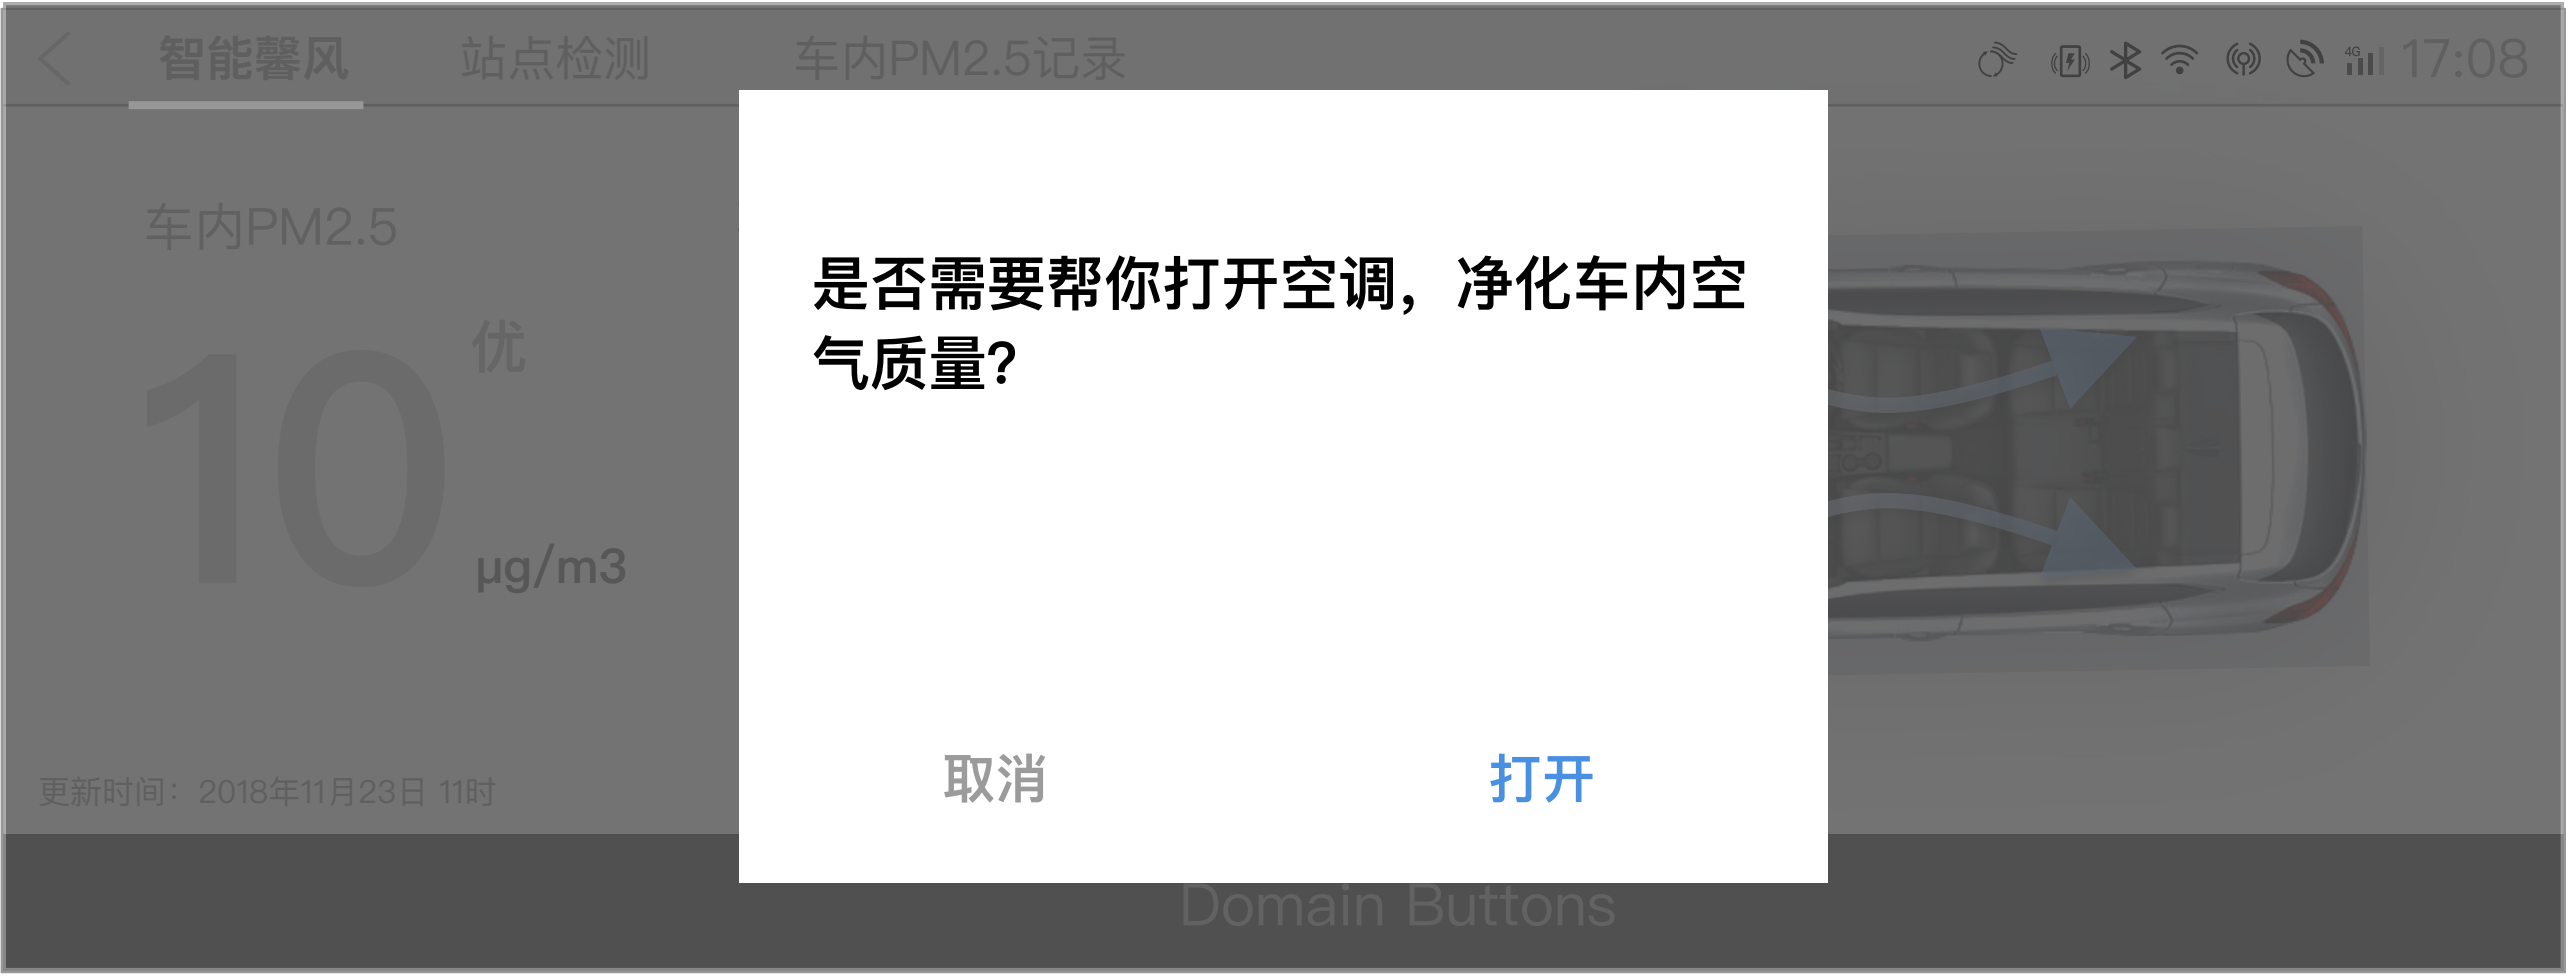 智能馨风 站点检测 车内PM2.5记录 4G 17:08
车内PM2.5
10 优
μg/m3
更新时间：2018年11月23日 11时
是否需要帮你打开空调，净化车内空
气质量？
取消 打开
Domain Buttons